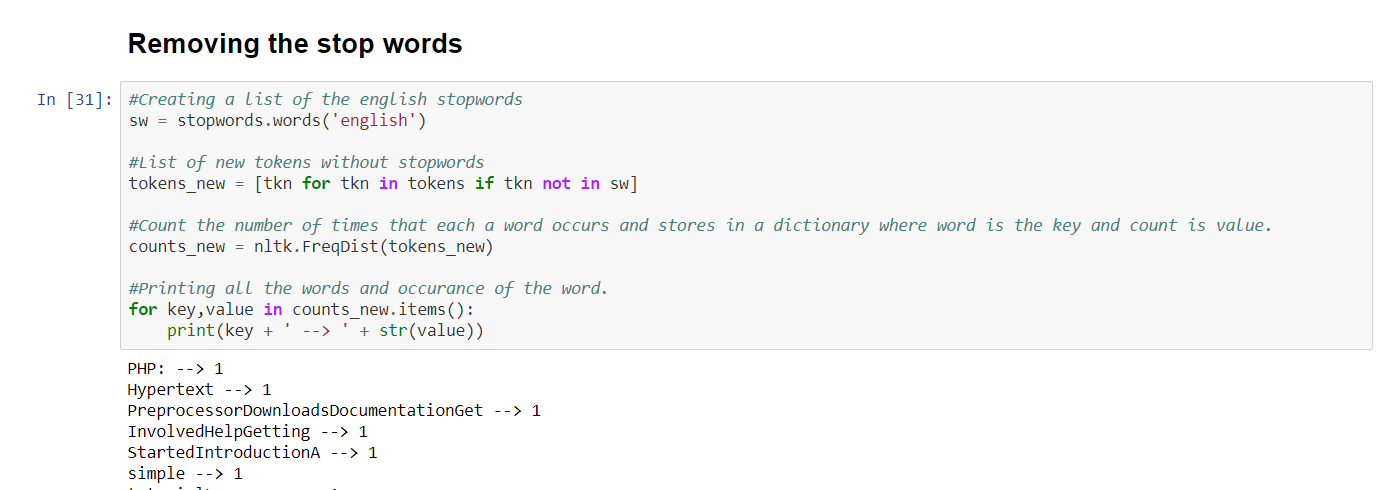 Removing the stop words
In [31]:
#Creating a list of the english stopwords
sw = stopwords.words('english')
#List of new tokens without stopwords
tokens_new = [tkn for tkn in tokens if tkn not in sw]
#Count the number of times that each a word occurs and stores in a dictionary where word is the key and count is value.
counts_new = nltk.FreqDist(tokens_new)
#Printing all the words and occurance of the word.
for key,value in counts_new.items():
    print(key + ' --> ' + str(value))
PHP: --> 1
Hypertext --> 1
PreprocessorDownloadsDocumentationGet --> 1
InvolvedHelpGetting --> 1
StartedIntroductionA --> 1
simple --> 1